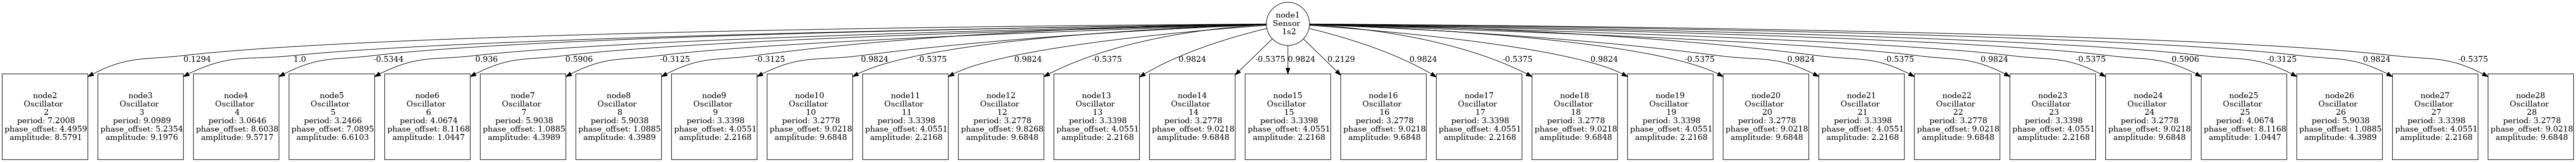 node1
Sensor
1s2
0.1294
1.0
-0.5344
0.936
0.5906
-0.3125
-0.3125
0.9824
-0.5375
0.9824
-0.5375
0.9824
-0.5375
0.9824
0.2129
0.9824
-0.5375
0.9824
-0.5375
0.9824
-0.5375
0.9824
-0.5375
0.5906
-0.3125
0.9824
-0.5375
node2
Oscillator
2
period: 7.2008
phase_offset: 4.4959
amplitude: 8.5791
node3
Oscillator
3
period: 9.0989
phase_offset: 5.2354
amplitude: 9.1976
node4
Oscillator
4
period: 3.0646
phase_offset: 8.6038
amplitude: 9.5717
node5
Oscillator
5
period: 3.2466
phase_offset: 7.0895
amplitude: 6.6103
node6
Oscillator
6
period: 4.0674
phase_offset: 8.1168
amplitude: 1.0447
node7
Oscillator
7
period: 5.9038
phase_offset: 1.0885
amplitude: 4.3989
node8
Oscillator
8
period: 5.9038
phase_offset: 1.0885
amplitude: 4.3989
node9
Oscillator
9
period: 3.3398
phase_offset: 4.0551
amplitude: 2.2168
node10
Oscillator
10
period: 3.2778
phase_offset: 9.0218
amplitude: 9.6848
node11
Oscillator
11
period: 3.3398
phase_offset: 4.0551
amplitude: 2.2168
node12
Oscillator
12
period: 3.2778
phase_offset: 9.8268
amplitude: 9.6848
node13
Oscillator
13
period: 3.3398
phase_offset: 4.0551
amplitude: 2.2168
node14
Oscillator
14
period: 3.2778
phase_offset: 9.0218
amplitude: 9.6848
node15
Oscillator
15
period: 3.3398
phase_offset: 4.0551
amplitude: 2.2168
node16
Oscillator
16
period: 3.2778
phase_offset: 9.0218
amplitude: 9.6848
node17
Oscillator
17
period: 3.3398
phase_offset: 4.0551
amplitude: 2.2168
node18
Oscillator
18
period: 3.2778
phase_offset: 9.0218
amplitude: 9.6848
node19
Oscillator
19
period: 3.3398
phase_offset: 4.0551
amplitude: 2.2168
node20
Oscillator
20
period: 3.2778
phase_offset: 9.0218
amplitude: 9.6848
node21
Oscillator
21
period: 3.3398
phase_offset: 4.0551
amplitude: 2.2168
node22
Oscillator
22
period: 3.2778
phase_offset: 9.0218
amplitude: 9.6848
node23
Oscillator
23
period: 3.3398
phase_offset: 4.0551
amplitude: 2.2168
node24
Oscillator
24
period: 3.2778
phase_offset: 9.0218
amplitude: 9.6848
node25
Oscillator
25
period: 4.0674
phase_offset: 8.1168
amplitude: 1.0447
node26
Oscillator
26
period: 5.9038
phase_offset: 1.0885
amplitude: 4.3989
node27
Oscillator
27
period: 3.3398
phase_offset: 4.0551
amplitude: 2.2168
node28
Oscillator
28
period: 3.2778
phase_offset: 9.0218
amplitude: 9.6848